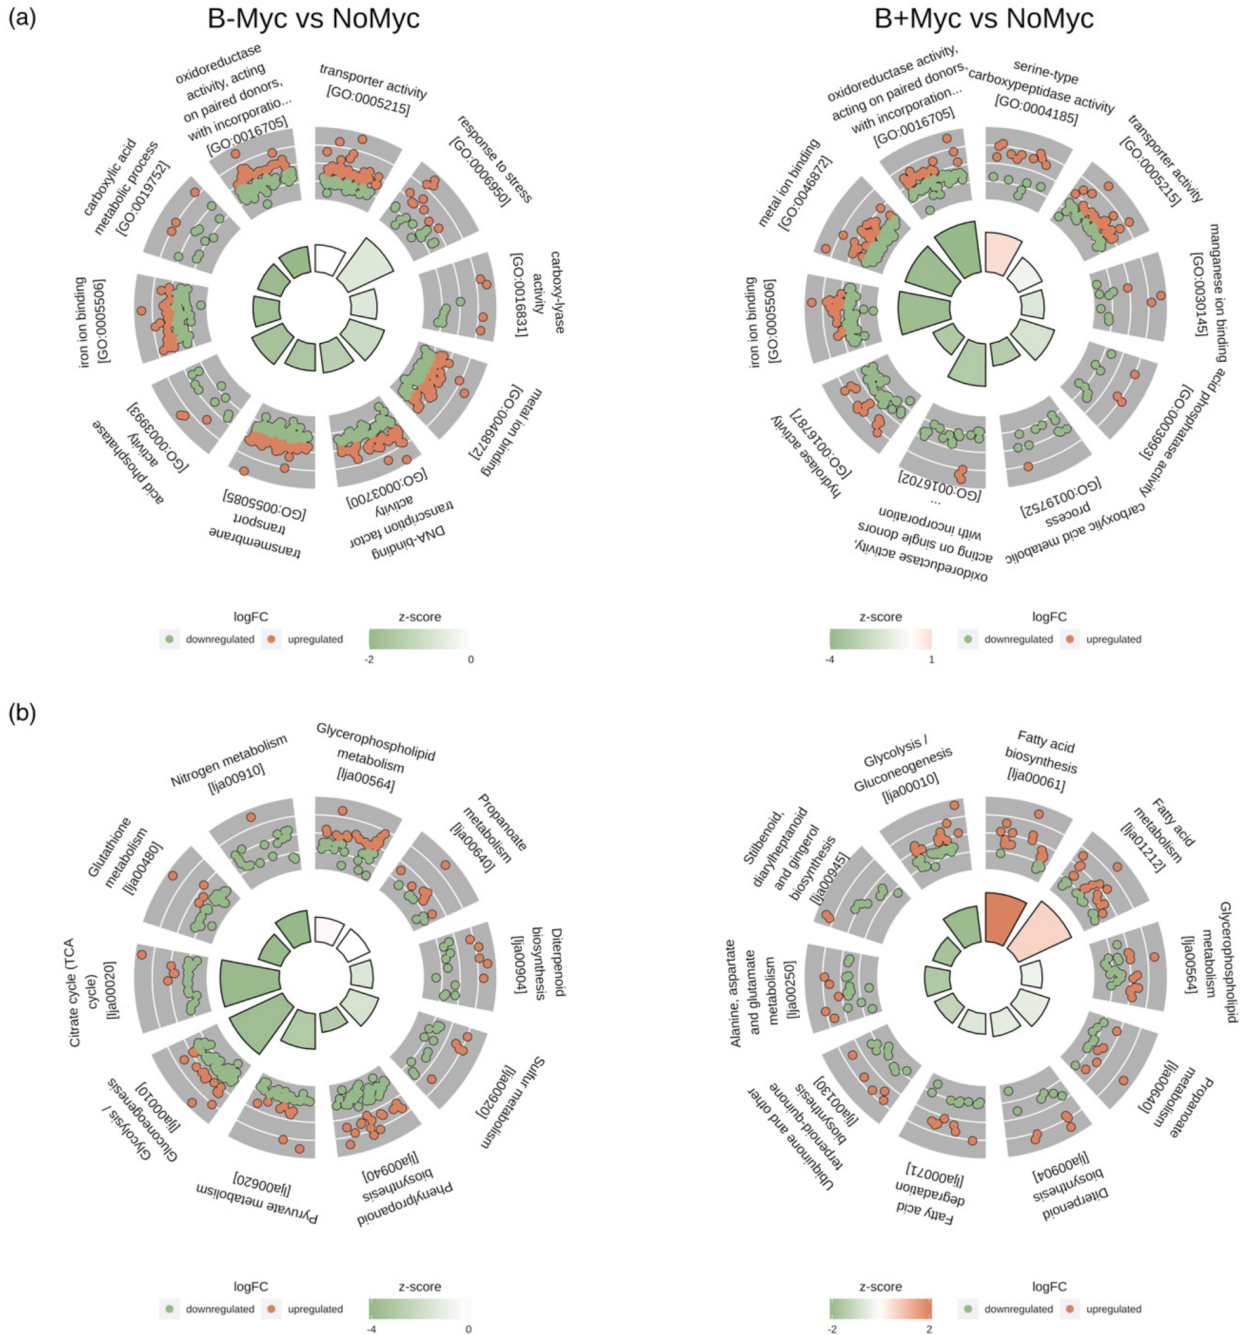 (a)
B-Myc vs NoMyc
oxidoreductase
activity, acting
on paired donors,
with incorporatio...
[GO:0016705]
transporter activity
[GO:0005215]
response to stress
[GO:0006950]
carboxy-lyase
activity
[GO:0016831]
metal ion binding
[GO:0046872]
DNA-binding
transcription factor
activity
[GO:0003700]
transmembrane
transport
[GO:0055085]
acid phosphatase
activity
[GO:0003993]
iron ion binding
[GO:0005506]
carboxylic acid
metabolic process
[GO:0019752]
logFC
downregulated
upregulated
z-score
-2
0
B+Myc vs NoMyc
oxidoreductase activity,
acting on paired donors,
with incorporation...
[GO:0016705]
serine-type
carboxypeptidase activity
[GO:0004185]
transporter activity
[GO:0005215]
manganese ion binding
[GO:0030145]
acid phosphatase activity
[GO:0003993]
carboxylic acid metabolic
process
[GO:0019752]
oxidoreductase activity,
acting on single donors
with incorporation
...
[GO:0016702]
hydrolase activity
[GO:0016787]
iron ion binding
[GO:0005506]
metal ion binding
[GO:0046872]
z-score
-4
1
logFC
downregulated
upregulated
(b)
Nitrogen metabolism
[lja00910]
Glycerophospholipid
metabolism
[lja00564]
Propanoate
metabolism
[lja00640]
Diterpenoid
biosynthesis
[lja00904]
Sulfur metabolism
[lja00920]
Phenylpropanoid
biosynthesis
[lja00940]
Pyruvate metabolism
[lja00620]
Glycolysis /
Gluconeogenesis
[lja00010]
Citrate cycle (TCA
cycle)
[lja00020]
Glutathione
metabolism
[lja00480]
logFC
downregulated
upregulated
z-score
-4
0
Glycolysis /
Gluconeogenesis
[lja00010]
Fatty acid
biosynthesis
[lja00061]
Fatty acid
metabolism
[lja01212]
Glycerophospholipid
metabolism
[lja00564]
Propanoate
metabolism
[lja00640]
Diterpenoid
biosynthesis
[lja00904]
Fatty acid
degradation
[lja00071]
Ubiquinone and other
terpenoid-quinone
biosynthesis
[lja00130]
Alanine, aspartate
and glutamate
metabolism
[lja00250]
Stilbenoid,
diarylheptanoid
and gingerol
biosynthesis
[lja00945]
z-score
-2
2
logFC
downregulated
upregulated